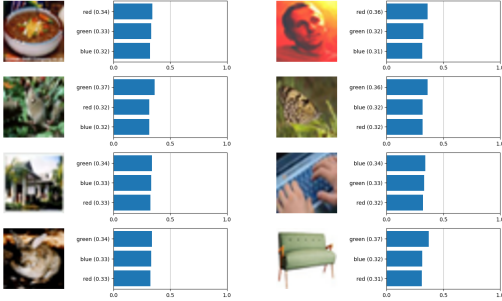 red (0.34)
green (0.33)
blue (0.32)
0.0 0.5 1.0
red (0.36)
green (0.32)
blue (0.31)
0.0 0.5 1.0
green (0.37)
red (0.32)
blue (0.32)
0.0 0.5 1.0
green (0.36)
blue (0.32)
red (0.32)
0.0 0.5 1.0
green (0.34)
blue (0.33)
red (0.33)
0.0 0.5 1.0
blue (0.34)
green (0.33)
red (0.32)
0.0 0.5 1.0
green (0.34)
blue (0.33)
red (0.33)
0.0 0.5 1.0
green (0.37)
blue (0.32)
red (0.31)
0.0 0.5 1.0